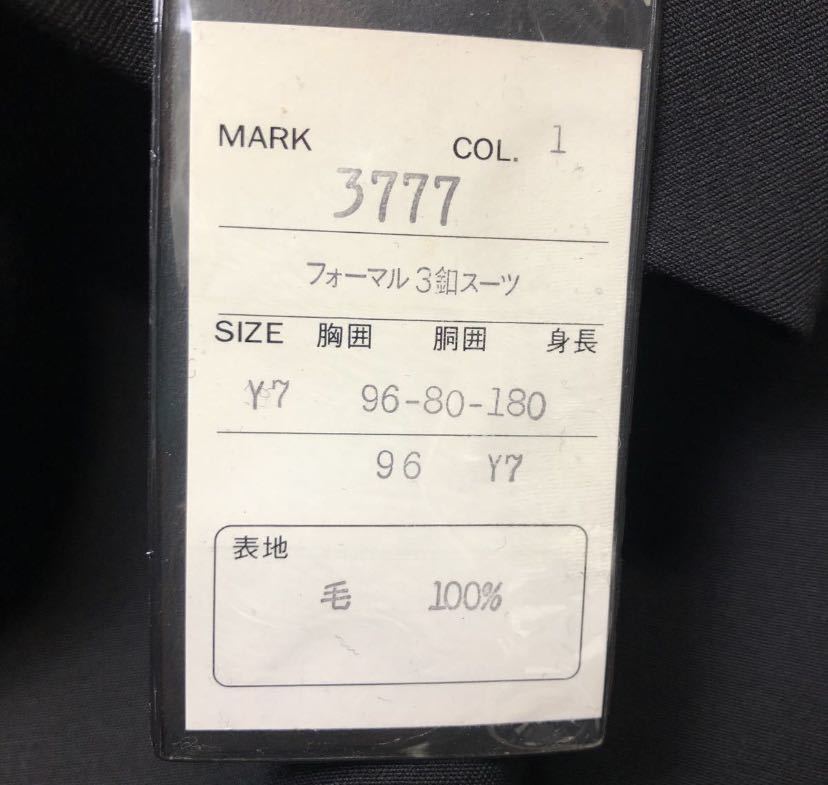 MARK COL. 1
3777
フォーマル3釦スーツ
SIZE 胸囲 胴囲 身長
Y7 96-80-180
96 Y7
表地
毛 100%